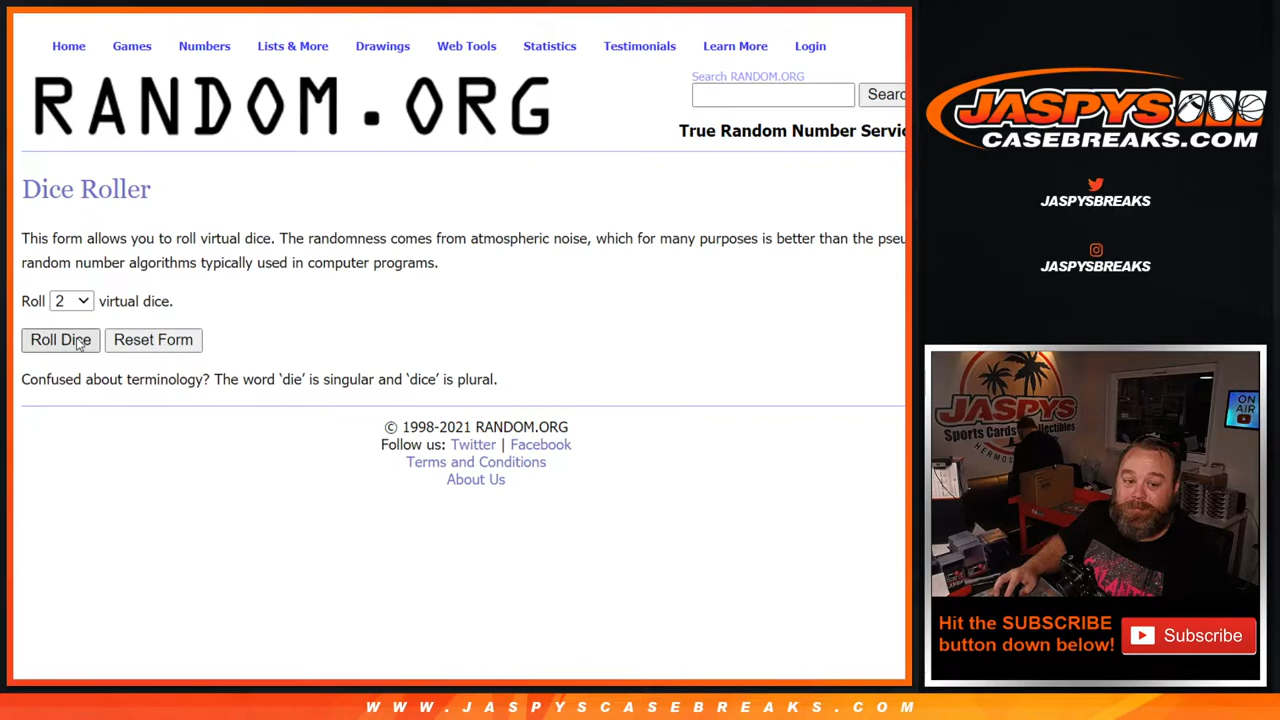 Home Games Numbers Lists & More Drawings Web Tools Statistics Testimonials Learn More Login
RANDOM.ORG
Search RANDOM.ORG
Searc
True Random Number Servic
Dice Roller
This form allows you to roll virtual dice. The randomness comes from atmospheric noise, which for many purposes is better than the pseu
random number algorithms typically used in computer programs.
Roll 2 virtual dice.
Roll Dice Reset Form
Confused about terminology? The word ‘die’ is singular and ‘dice’ is plural.
© 1998-2021 RANDOM.ORG
Follow us: Twitter | Facebook
Terms and Conditions
About Us
JASPYS
CASEBREAKS.COM
JASPYSBREAKS
JASPYSBREAKS
JASPYS
Sports Cards
HERMOS
ON
AIR
Hit the SUBSCRIBE
button down below!
Subscribe
WWW.JASPYSCASEBREAKS.COM